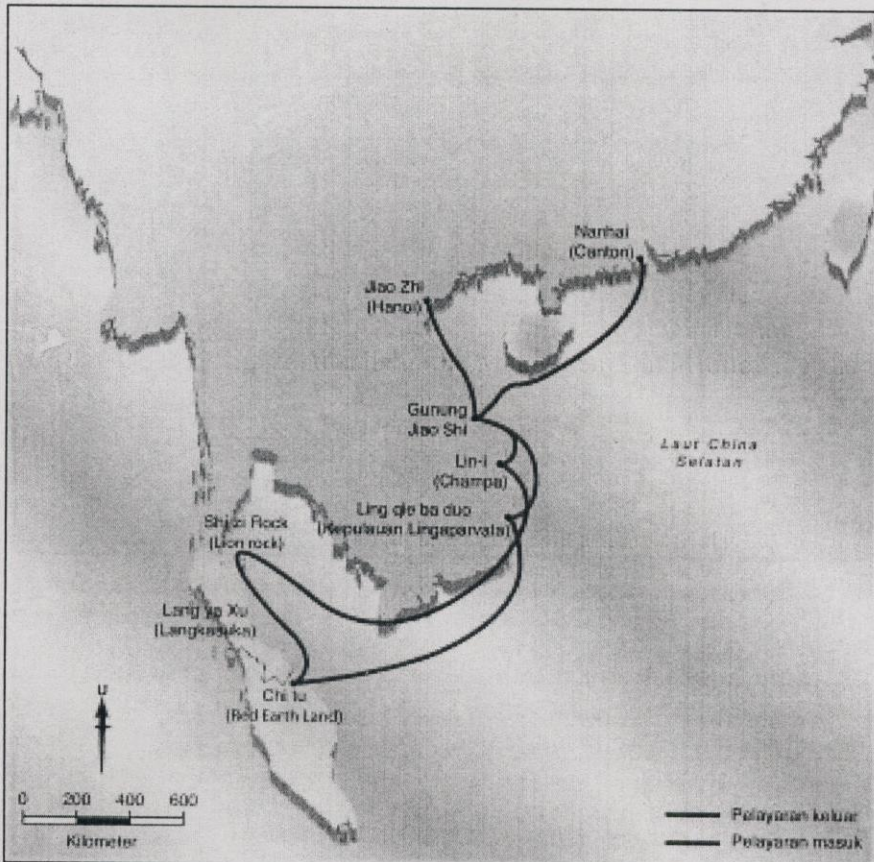 Nanhai
(Canton)
Jiao Zhi
(Hanoi)
Gunung
Jiao Shi
Laut China
Selatan
Lin-i
(Champa)
Ling qie ba duo
(Kepulauan Lingaparvata)
Shi zi Rock
(Lion rock)
Lang ya Xu
(Langkasuka)
Chi tu
(Red Earth Land)
U
0 200 400 600
Kilometer
Pelayaran keluar
Pelayaran masuk